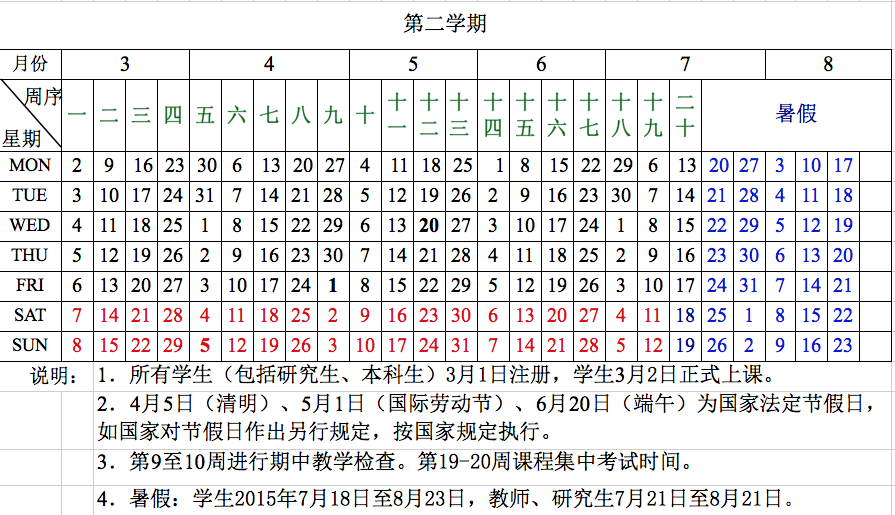 第二学期
月份 3 4 5 6 7 8
周序 一 二 三 四 五 六 七 八 九 十 十一 十二 十三 十四 十五 十六 十七 十八 十九 二十 暑假
星期
MON 2 9 16 23 30 6 13 20 27 4 11 18 25 1 8 15 22 29 6 13 20 27 3 10 17
TUE 3 10 17 24 31 7 14 21 28 5 12 19 26 2 9 16 23 30 7 14 21 28 4 11 18
WED 4 11 18 25 1 8 15 22 29 6 13 20 27 3 10 17 24 1 8 15 22 29 5 12 19
THU 5 12 19 26 2 9 16 23 30 7 14 21 28 4 11 18 25 2 9 16 23 30 6 13 20
FRI 6 13 20 27 3 10 17 24 1 8 15 22 29 5 12 19 26 3 10 17 24 31 7 14 21
SAT 7 14 21 28 4 11 18 25 2 9 16 23 30 6 13 20 27 4 11 18 25 1 8 15 22
SUN 8 15 22 29 5 12 19 26 3 10 17 24 31 7 14 21 28 5 12 19 26 2 9 16 23
说明: 1. 所有学生（包括研究生、本科生）3月1日注册，学生3月2日正式上课。
2. 4月5日（清明）、5月1日（国际劳动节）、6月20日（端午）为国家法定节假日，
如国家对节假日作出另行规定，按国家规定执行。
3. 第9至10周进行期中教学检查。第19-20周课程集中考试时间。
4. 暑假：学生2015年7月18日至8月23日，教师、研究生7月21日至8月21日。